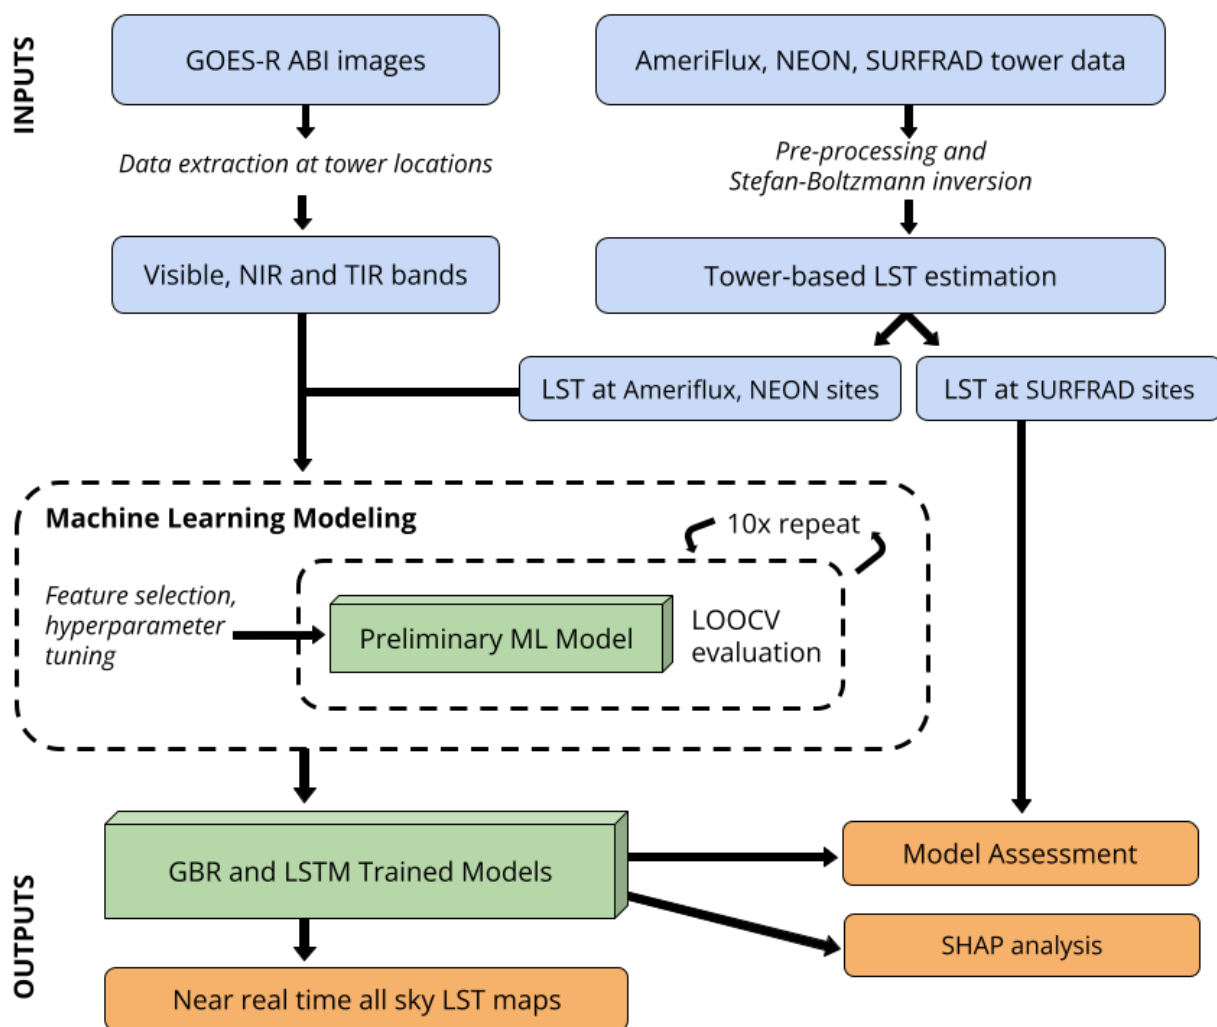 INPUTS
GOES-R ABI images
AmeriFlux, NEON, SURFRAD tower data
Data extraction at tower locations
Pre-processing and
Stefan-Boltzmann inversion
Visible, NIR and TIR bands
Tower-based LST estimation
LST at Ameriflux, NEON sites
LST at SURFRAD sites
Machine Learning Modeling
10x repeat
Feature selection,
hyperparameter
tuning
Preliminary ML Model
LOOCV
evaluation
OUTPUTS
GBR and LSTM Trained Models
Model Assessment
SHAP analysis
Near real time all sky LST maps